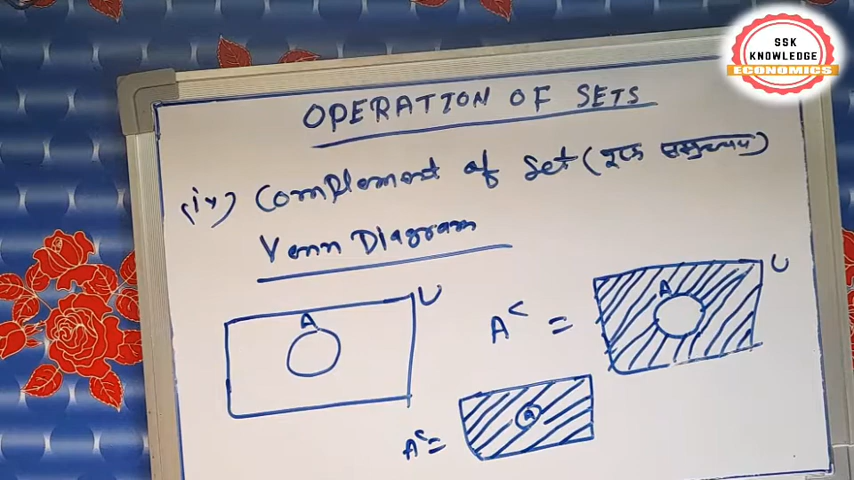 SSK
KNOWLEDGE
ECONOMICS
OPERATION OF SETS
(iv) Complement of set (पूरक समुच्चय)
Venn Diagram
U
A
A^c =
A
U
A^c =
A